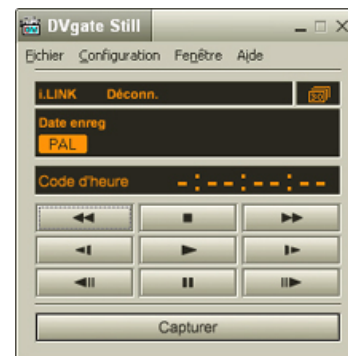 DVgate Still
Fichier Configuration Fenêtre Aide
i.LINK Déconn.
Date enreg
PAL
Code d'heure -:--:--:--
Capturer